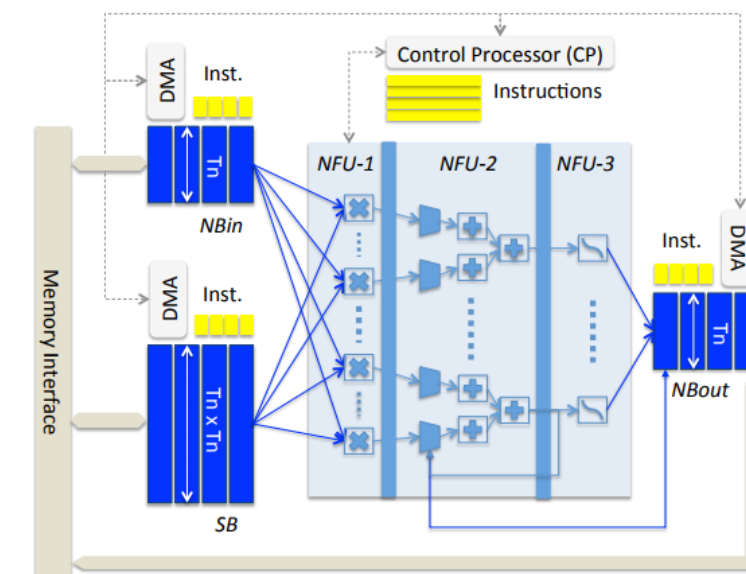 Control Processor (CP)
Instructions
DMA
Inst.
Tn
NBin
DMA
Inst.
Tn x Tn
SB
Memory Interface
NFU-1
NFU-2
NFU-3
Inst.
DMA
Tn
NBout